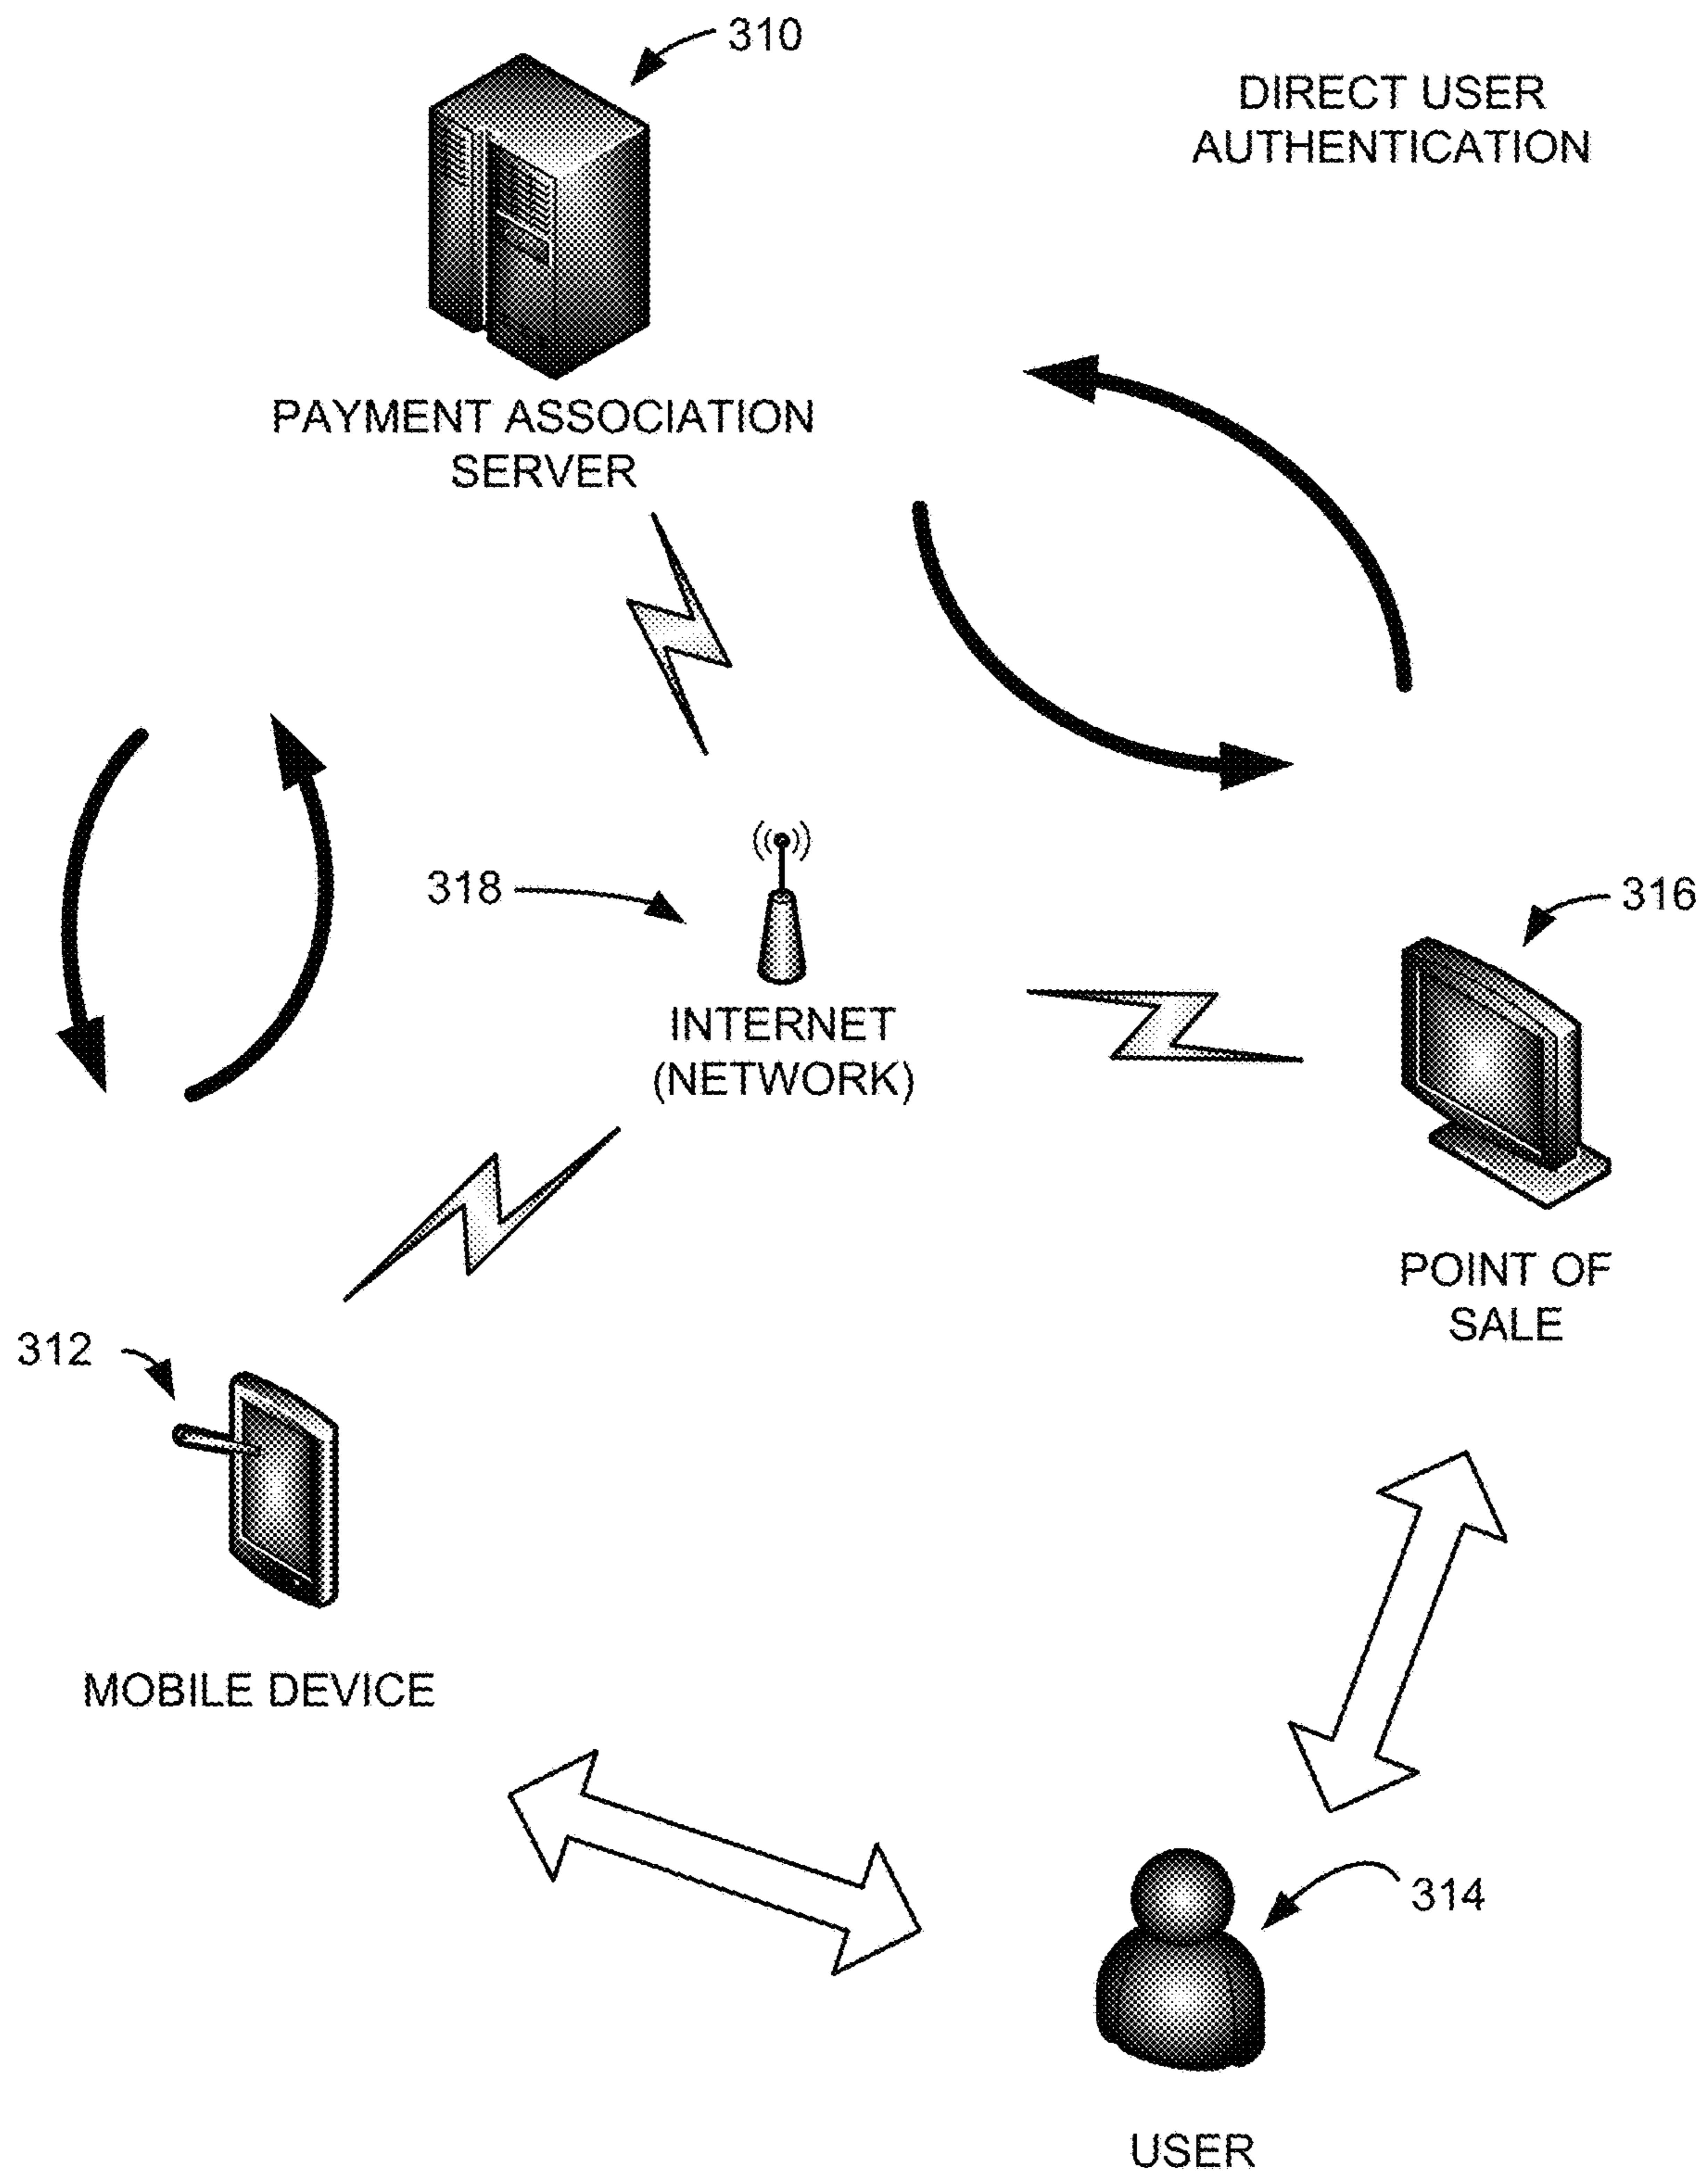 310
DIRECT USER
AUTHENTICATION
PAYMENT ASSOCIATION
SERVER
318
316
INTERNET
(NETWORK)
POINT OF
SALE
312
MOBILE DEVICE
314
USER